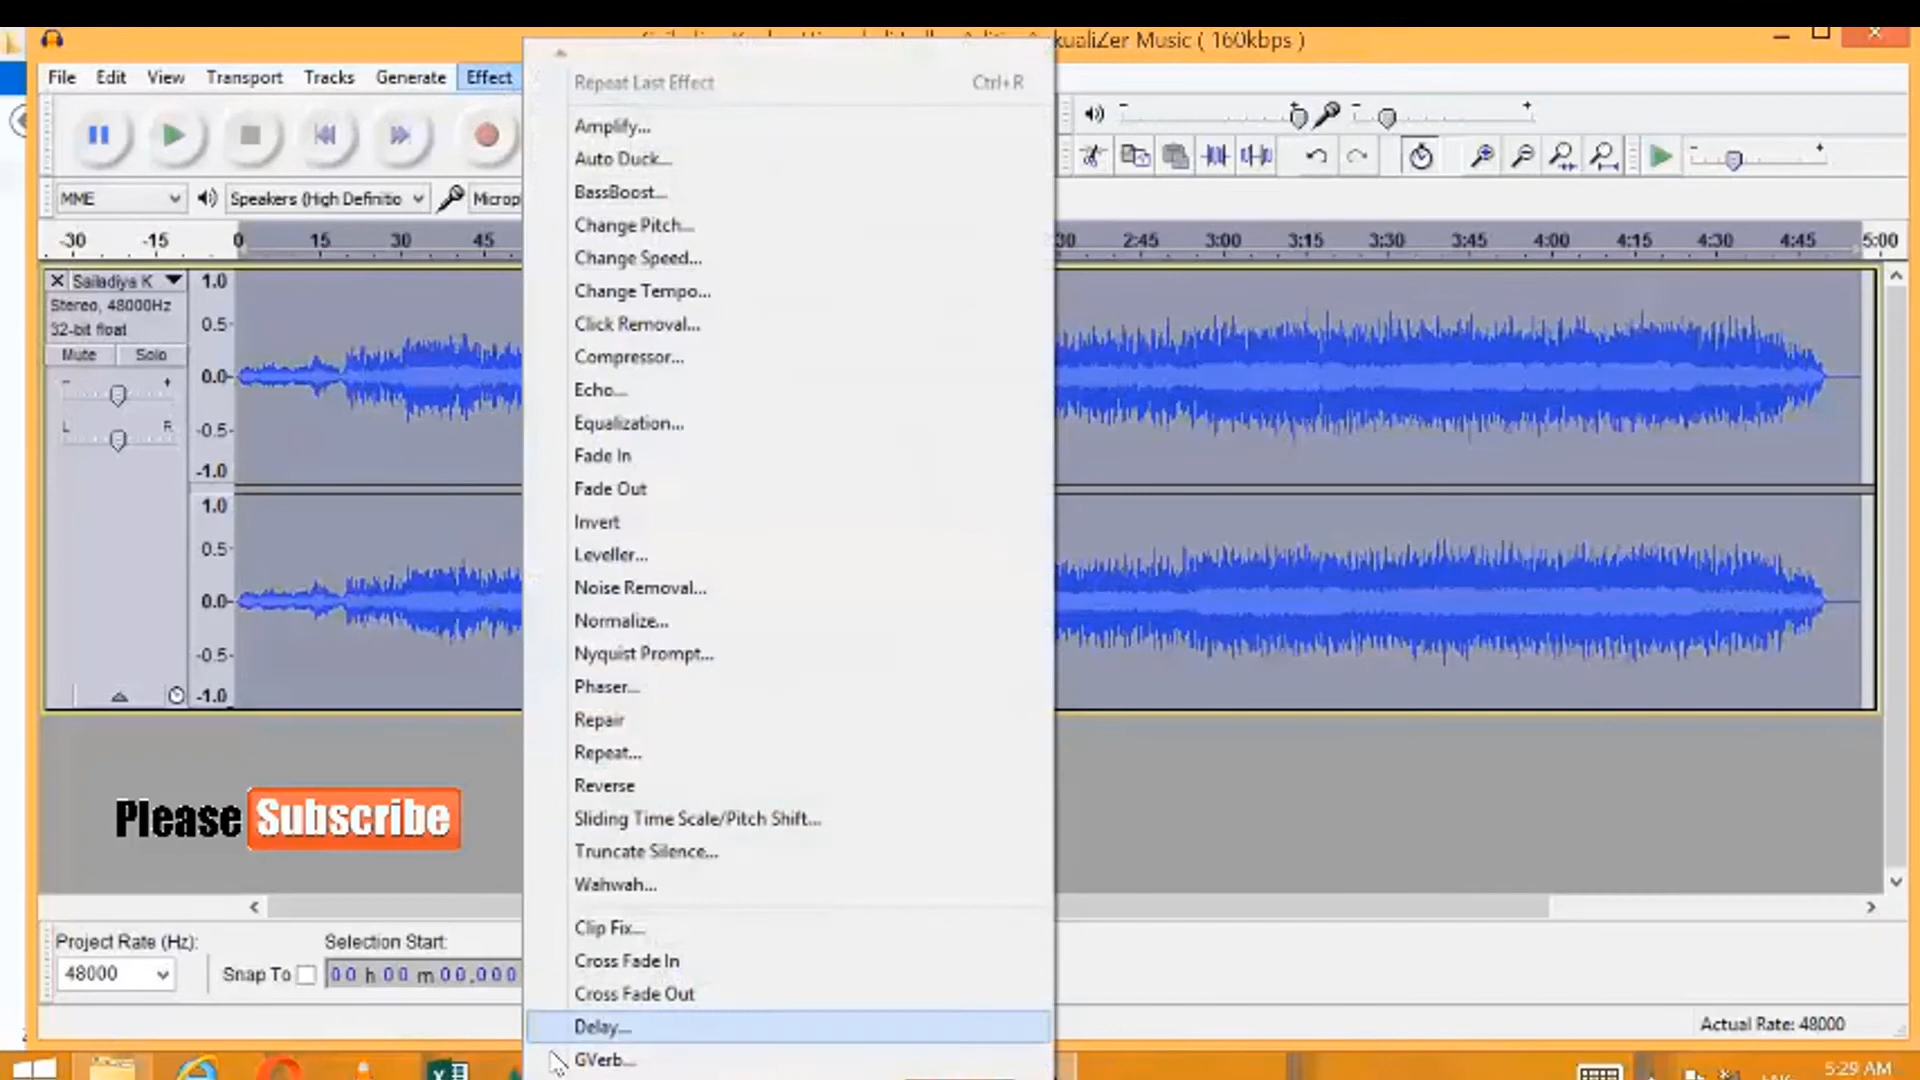 kualiZer Music ( 160kbps )
File Edit View Transport Tracks Generate Effect
Repeat Last Effect Ctrl+R
Amplify...
Auto Duck...
BassBoost...
Change Pitch...
Change Speed...
Change Tempo...
Click Removal...
Compressor...
Echo...
Equalization...
Fade In
Fade Out
Invert
Leveller...
Noise Removal...
Normalize...
Nyquist Prompt...
Phaser...
Repair
Repeat...
Reverse
Sliding Time Scale/Pitch Shift...
Truncate Silence...
Wahwah...
Clip Fix...
Cross Fade In
Cross Fade Out
Delay...
GVerb...
MME Speakers (High Definitio Microp
-30 -15 0 15 30 45 :30 2:45 3:00 3:15 3:30 3:45 4:00 4:15 4:30 4:45 5:00
Sailadiya K
Stereo, 48000Hz
32-bit float
Mute Solo
- +
L R
1.0
0.5-
0.0-
-0.5-
-1.0
1.0
0.5-
0.0-
-0.5-
-1.0
Please Subscribe
Project Rate (Hz): Selection Start:
48000 Snap To 00 h 00 m 00.000
Actual Rate: 48000
5:29 AM